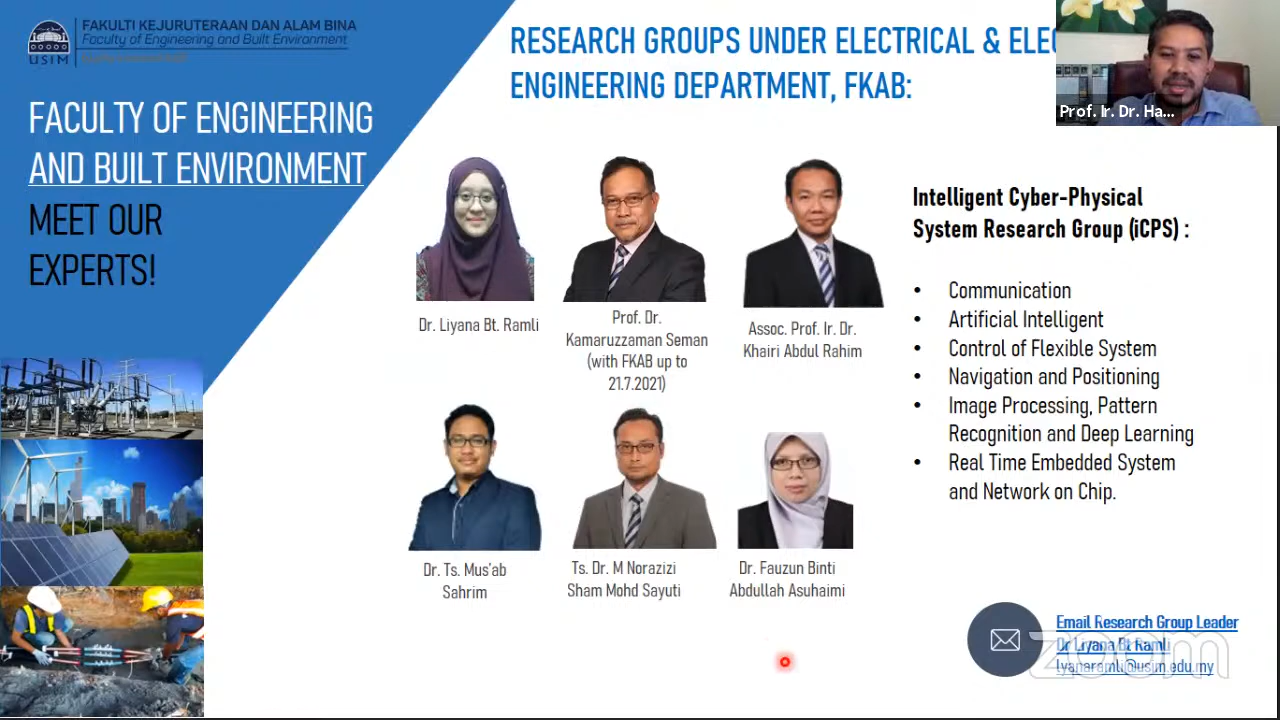 FAKULTI KEJURUTERAAN DAN ALAM BINA
Faculty of Engineering and Built Environment
USIM
FACULTY OF ENGINEERING
AND BUILT ENVIRONMENT
MEET OUR
EXPERTS!
RESEARCH GROUPS UNDER ELECTRICAL & ELEC
ENGINEERING DEPARTMENT, FKAB:
Prof. Ir. Dr. Ha...
Dr. Liyana Bt. Ramli
Prof. Dr.
Kamaruzzaman Seman
(with FKAB up to
21.7.2021)
Assoc. Prof. Ir. Dr.
Khairi Abdul Rahim
Dr. Ts. Mus'ab
Sahrim
Ts. Dr. M Norazizi
Sham Mohd Sayuti
Dr. Fauzun Binti
Abdullah Asuhaimi
Intelligent Cyber-Physical
System Research Group (iCPS) :
• Communication
• Artificial Intelligent
• Control of Flexible System
• Navigation and Positioning
• Image Processing, Pattern
Recognition and Deep Learning
• Real Time Embedded System
and Network on Chip.
Email Research Group Leader
Dr Liyana Bt Ramli
lyanaramli@usim.edu.my
zoom